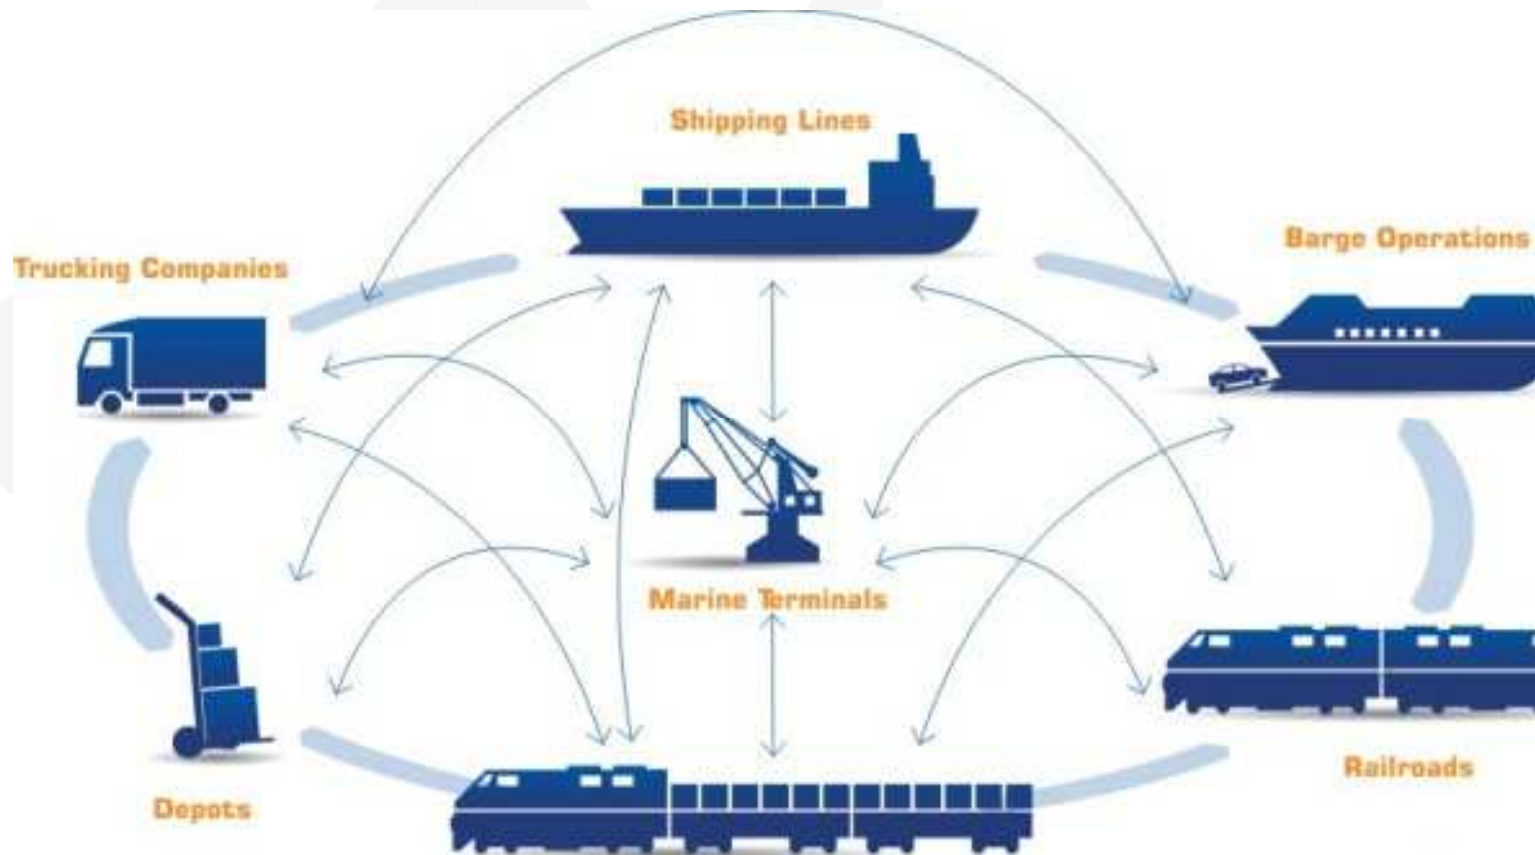 Shipping Lines
Barge Operations
Trucking Companies
Marine Terminals
Railroads
Depots